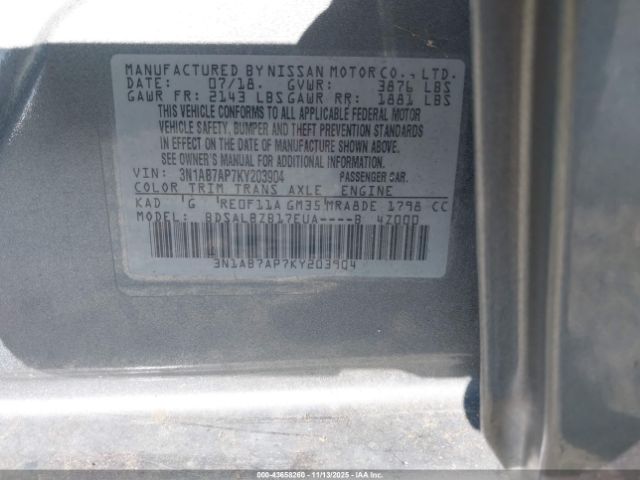 MANUFACTURED BY NISSAN MOTOR CO., LTD.
DATE: 07/18. GVWR: 3876 LBS
GAWR FR: 2143 LBS GAWR RR: 1881 LBS
THIS VEHICLE CONFORMS TO ALL APPLICABLE FEDERAL MOTOR
VEHICLE SAFETY, BUMPER AND THEFT PREVENTION STANDARDS
IN EFFECT ON THE DATE OF MANUFACTURE SHOWN ABOVE.
SEE OWNER'S MANUAL FOR ADDITIONAL INFORMATION.
VIN: 3N1AB7AP7KY203904 PASSENGER CAR.
COLOR TRIM TRANS AXLE ENGINE
KAD G RE0F11A GM35 MRA8DE 1798 CC
MODEL: BDSALBZB17EUA----B 4Z000
3N1AB7AP7KY203904
000-43658260 - 11/13/2025 - IAAI.CA